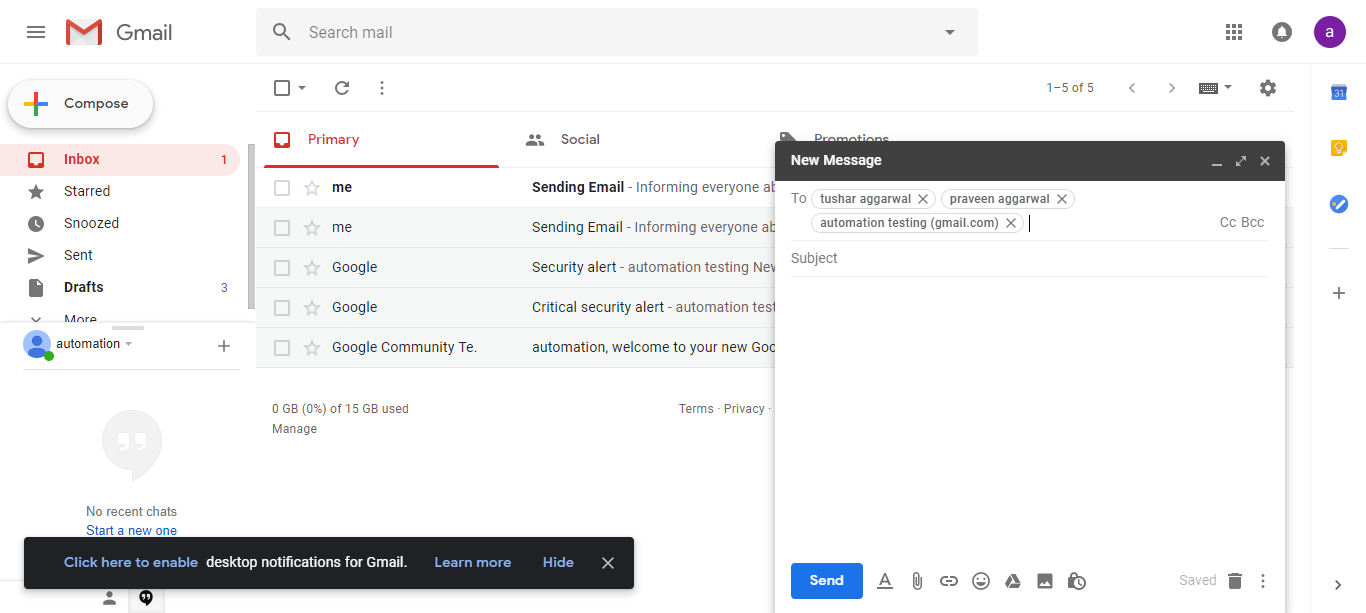 Gmail
Search mail
a
Compose
1–5 of 5
31
Inbox 1
Starred
Snoozed
Sent
Drafts 3
More
automation
No recent chats
Start a new one
Primary
Social
Promotions
me Sending Email - Informing everyone ab
me Sending Email - Informing everyone ab
Google Security alert - automation testing New
Google Critical security alert - automation test
Google Community Te. automation, welcome to your new Goo
0 GB (0%) of 15 GB used
Manage
Terms · Privacy ·
New Message
To tushar aggarwal praveen aggarwal
automation testing (gmail.com) Cc Bcc
Subject
Send
Saved
Click here to enable desktop notifications for Gmail. Learn more Hide